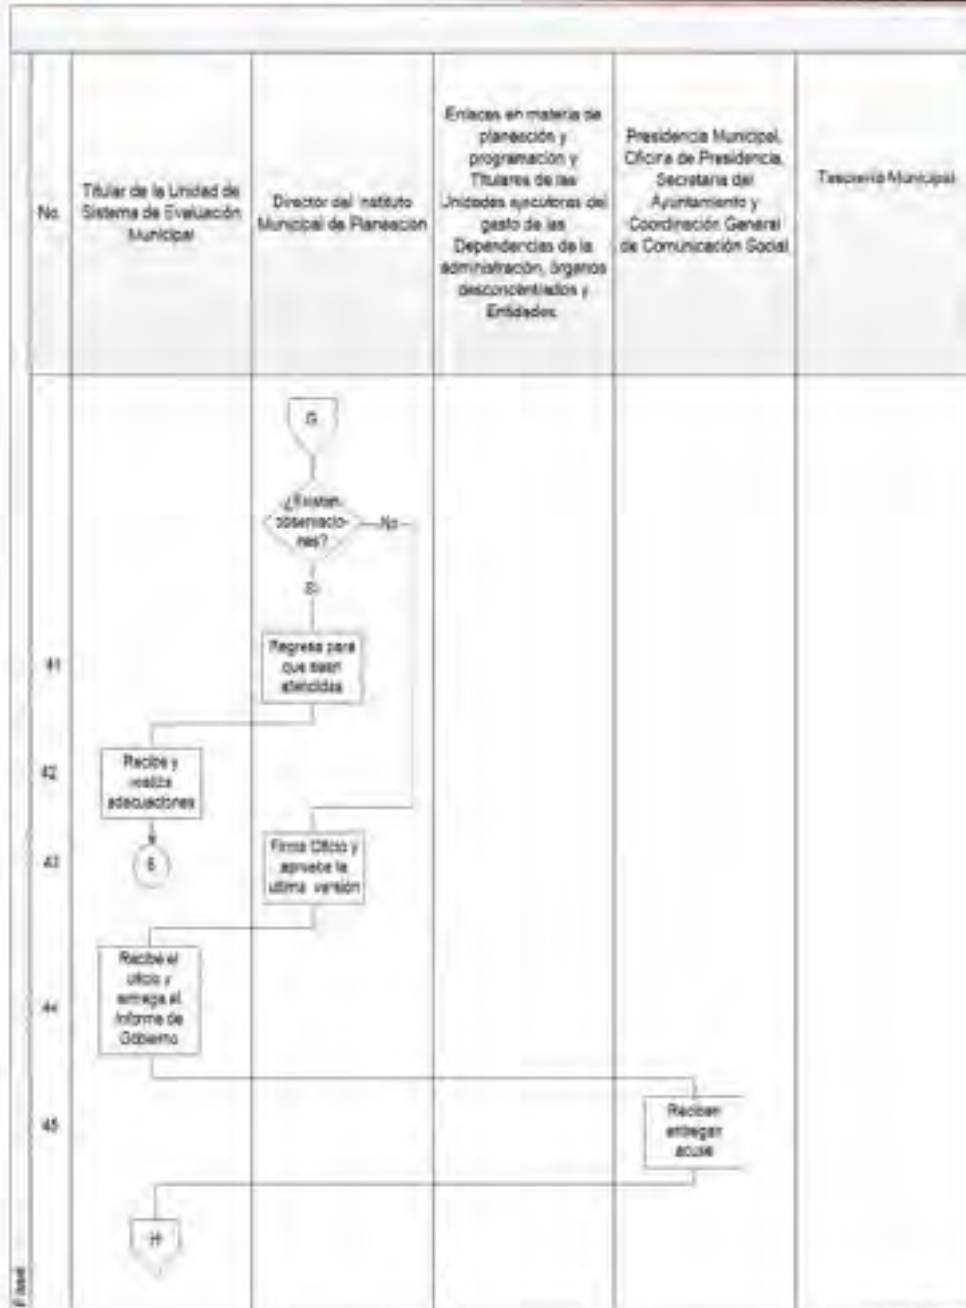 No.
Titular de la Unidad de
Sistema de Evaluación
Municipal
Director del Instituto
Municipal de Planeación
Enlaces en materia de
planeación y
programación y
Titulares de las
Unidades ejecutoras del
gasto de las
Dependencias de la
administración, órganos
desconcentrados y
Entidades.
Presidencia Municipal,
Oficina de Presidencia,
Secretaria del
Ayuntamiento y
Coordinación General
de Comunicación Social
Tesorería Municipal
G
¿Existen
observacio-
nes?
No
Si
41
Regresa para
que sean
atendidas
42
Recibe y
realiza
adecuaciones
43
Firma Oficio y
aprueba la
ultima versión
44
Recibe el
oficio y
entrega el
Informe de
Gobierno
45
Reciben
entregan
acuse
H
Fase